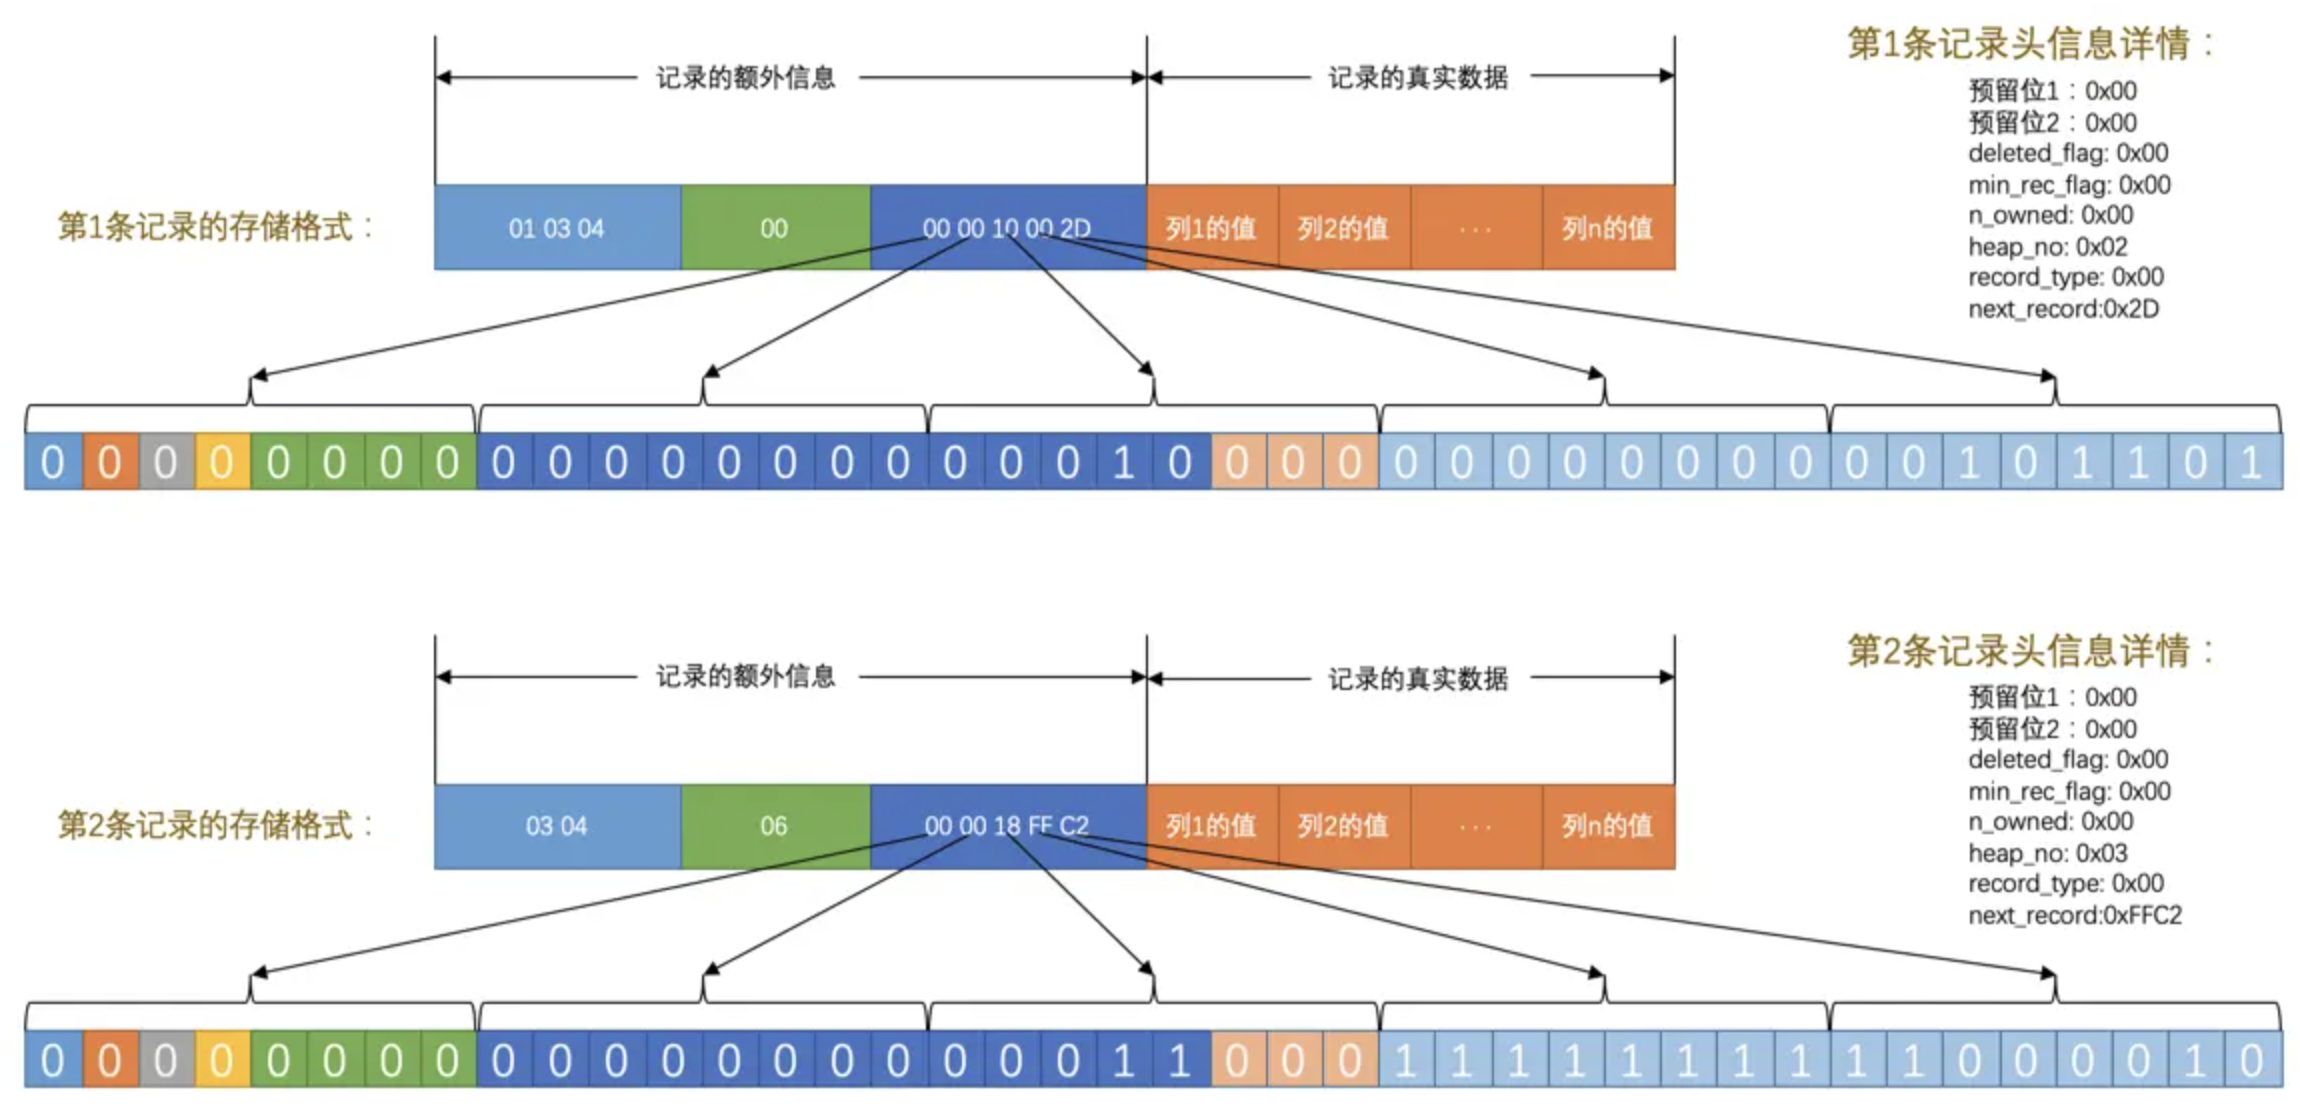 记录的额外信息 记录的真实数据
第1条记录头信息详情：
预留位1：0x00
预留位2：0x00
deleted_flag: 0x00
min_rec_flag: 0x00
n_owned: 0x00
heap_no: 0x02
record_type: 0x00
next_record:0x2D
第1条记录的存储格式： 01 03 04 00 00 00 10 00 2D 列1的值 列2的值 ... 列n的值
0 0 0 0 0 0 0 0 0 0 0 0 0 0 0 0 0 0 0 1 0 0 0 0 0 0 0 0 0 0 0 0 0 0 1 0 1 1 0 1
记录的额外信息 记录的真实数据
第2条记录头信息详情：
预留位1：0x00
预留位2：0x00
deleted_flag: 0x00
min_rec_flag: 0x00
n_owned: 0x00
heap_no: 0x03
record_type: 0x00
next_record:0xFFC2
第2条记录的存储格式： 03 04 06 00 00 18 FF C2 列1的值 列2的值 ... 列n的值
0 0 0 0 0 0 0 0 0 0 0 0 0 0 0 0 0 0 0 1 1 0 0 0 1 1 1 1 1 1 1 1 1 1 0 0 0 0 1 0